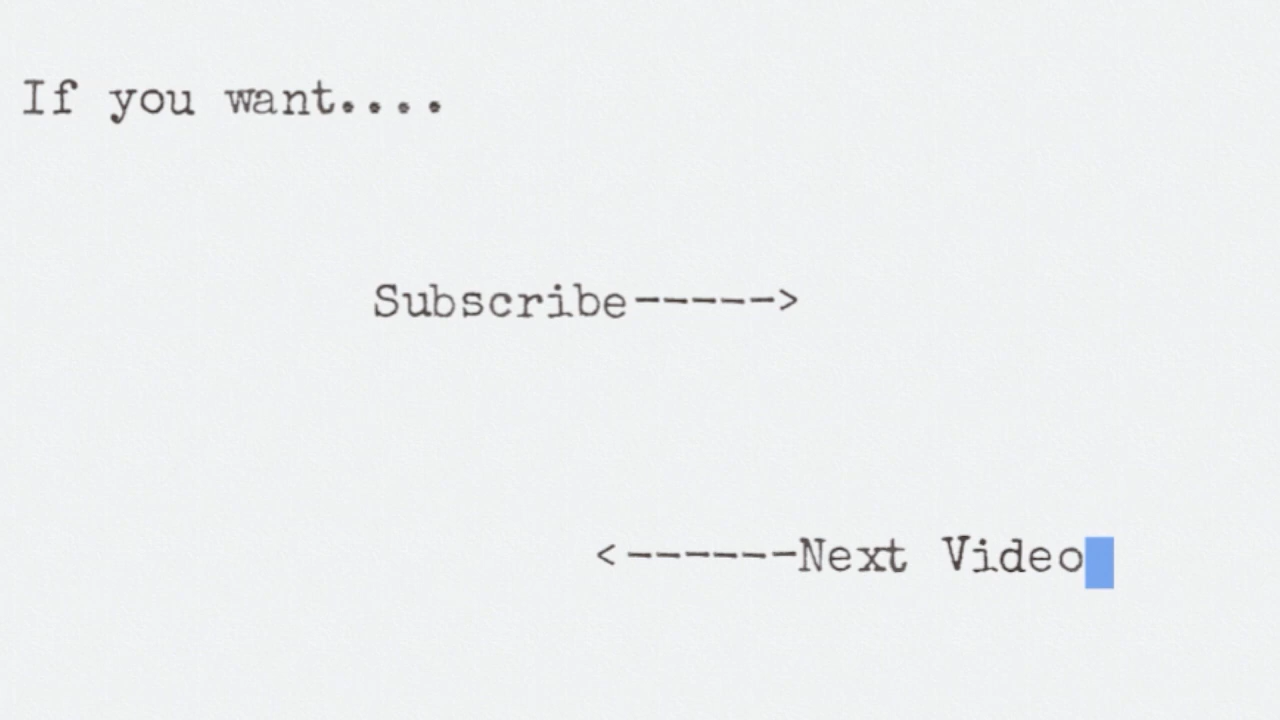 If you want....
Subscribe----->
<------Next Video